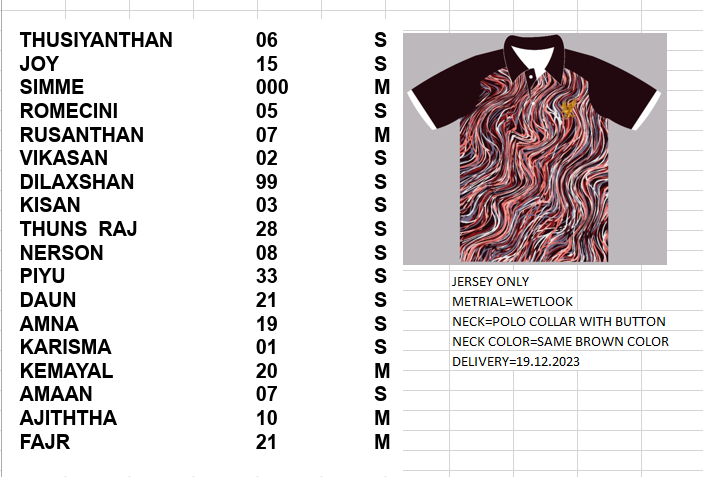 THUSIYANTHAN 06 S
JOY 15 S
SIMME 000 M
ROMECINI 05 S
RUSANTHAN 07 M
VIKASAN 02 S
DILAXSHAN 99 S
KISAN 03 S
THUNS RAJ 28 S
NERSON 08 S
PIYU 33 S
DAUN 21 S
AMNA 19 S
KARISMA 01 S
KEMAYAL 20 M
AMAAN 07 S
AJITHTHA 10 M
FAJR 21 M
JERSEY ONLY
METRIAL=WETLOOK
NECK=POLO COLLAR WITH BUTTON
NECK COLOR=SAME BROWN COLOR
DELIVERY=19.12.2023